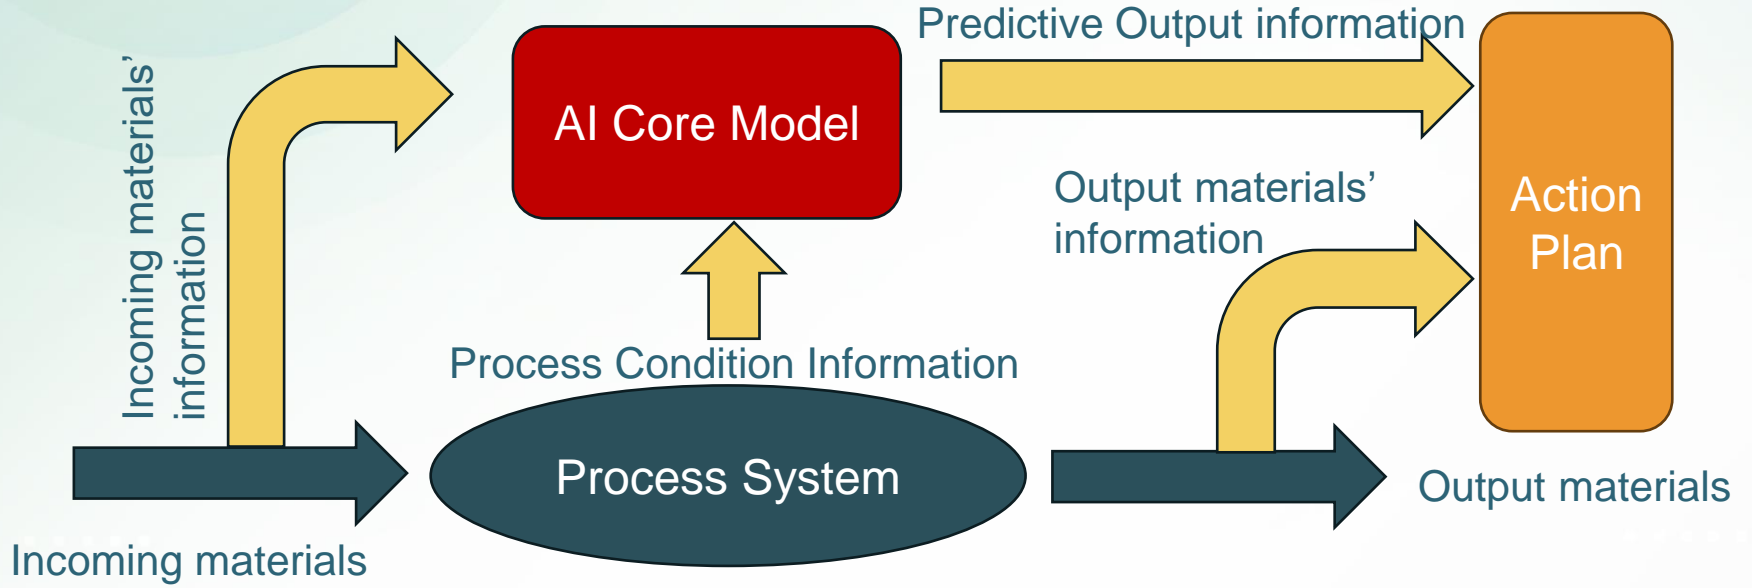 Predictive Output information
Incoming materials’
information
AI Core Model
Output materials’
information
Action
Plan
Process Condition Information
Process System
Output materials
Incoming materials